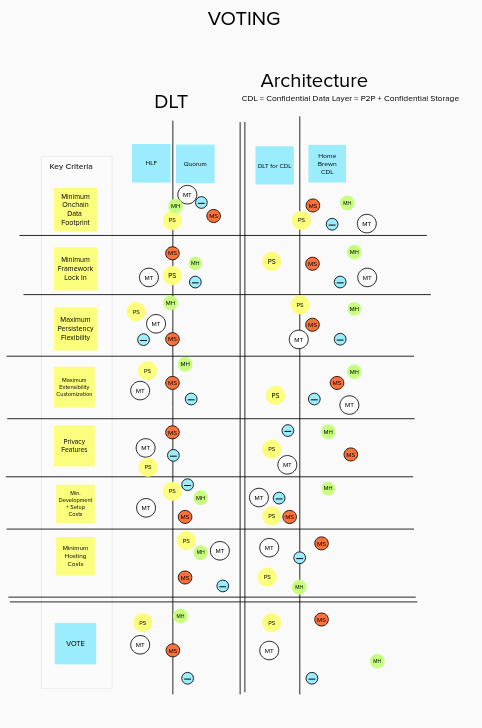 VOTING
DLT
Architecture
CDL = Confidential Data Layer = P2P + Confidential Storage
Key Criteria
HLF
Quorum
DLT for CDL
Home
Brewn
CDL
Minimum
Onchain
Data
Footprint
MT
MH
PS
MS
MS
MH
PS
MT
Minimum
Framework
Lock In
MS
MH
MT
PS
PS
MS
MH
MT
Maximum
Persistency
Flexibility
MH
PS
MT
MS
PS
MH
MS
MT
Maximum
Extensibility
Customization
MH
PS
MS
MT
MH
MS
PS
MT
Privacy
Features
MS
MT
PS
MH
PS
MS
MT
Min.
Development
+ Setup
Costs
PS
MH
MT
MS
MH
MT
PS
MS
Minimum
Hosting
Costs
PS
MH
MT
MS
MS
MT
PS
MH
VOTE
MH
PS
MT
MS
MS
PS
MT
MH